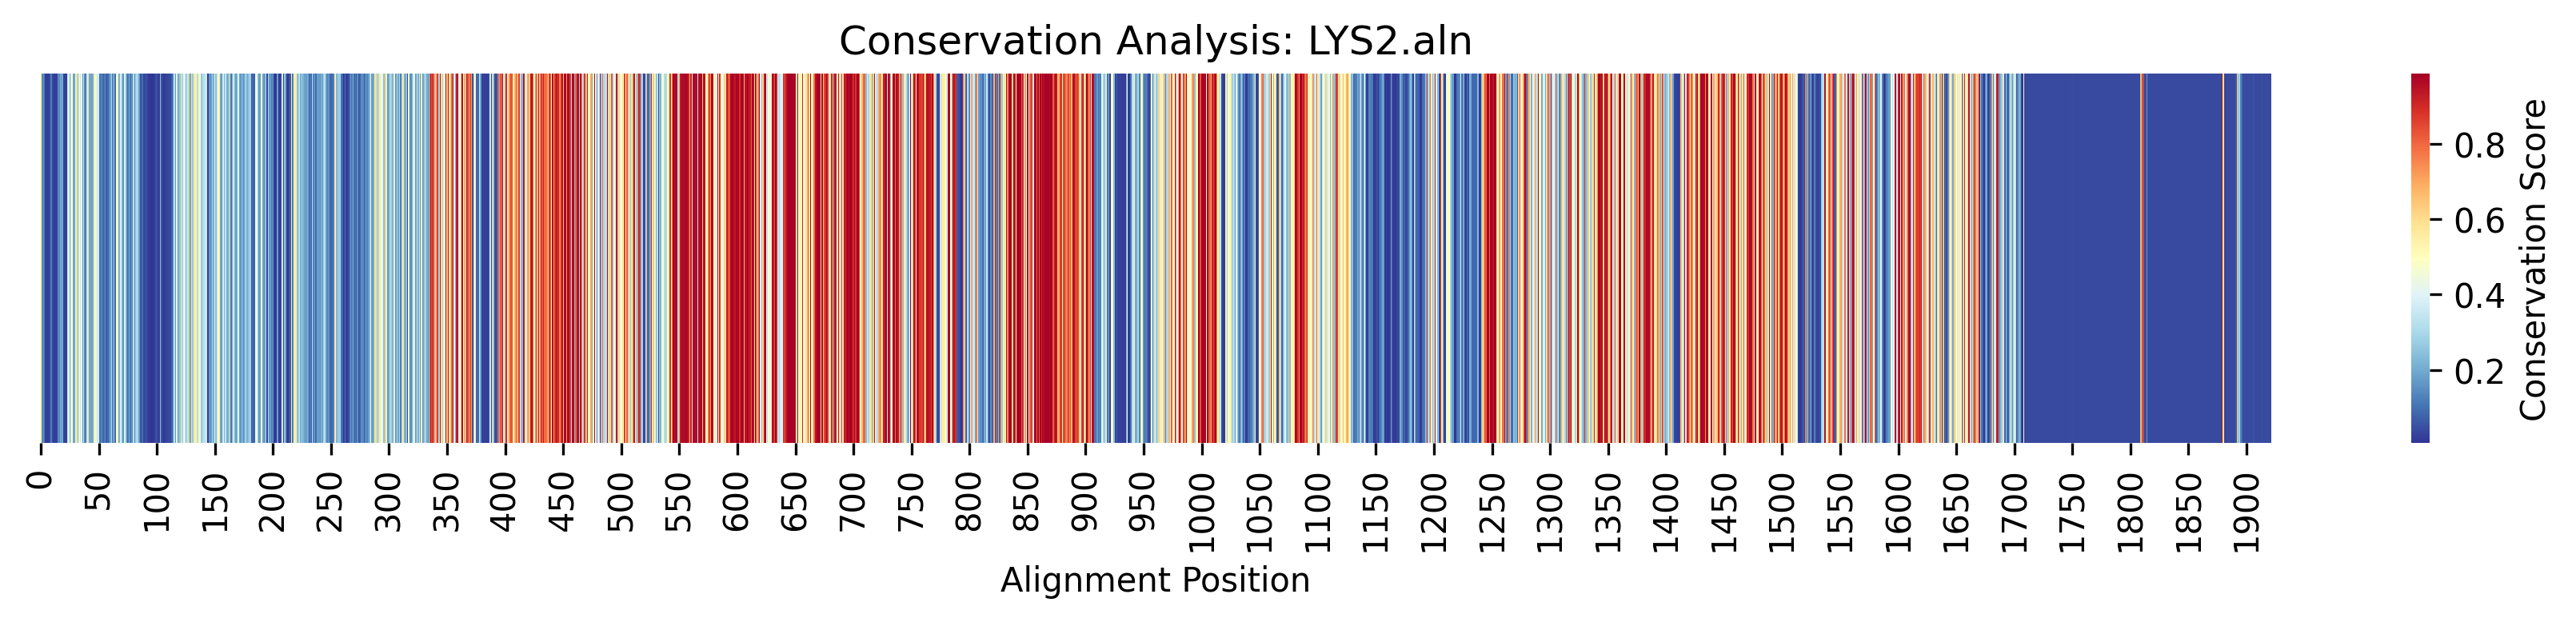 Conservation Analysis: LYS2.aln
0 50 100 150 200 250 300 350 400 450 500 550 600 650 700 750 800 850 900 950 1000 1050 1100 1150 1200 1250 1300 1350 1400 1450 1500 1550 1600 1650 1700 1750 1800 1850 1900
Alignment Position
0.8
0.6
0.4
0.2
Conservation Score